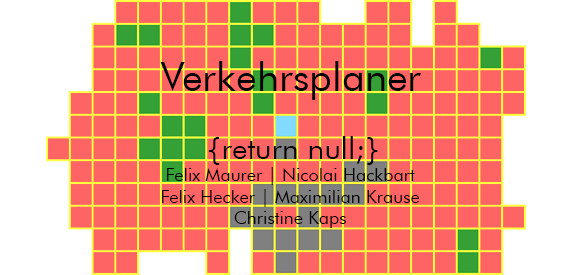 Verkehrsplaner
{return null;}
Felix Maurer | Nicolai Hackbart
Felix Hecker | Maximilian Krause
Christine Kaps